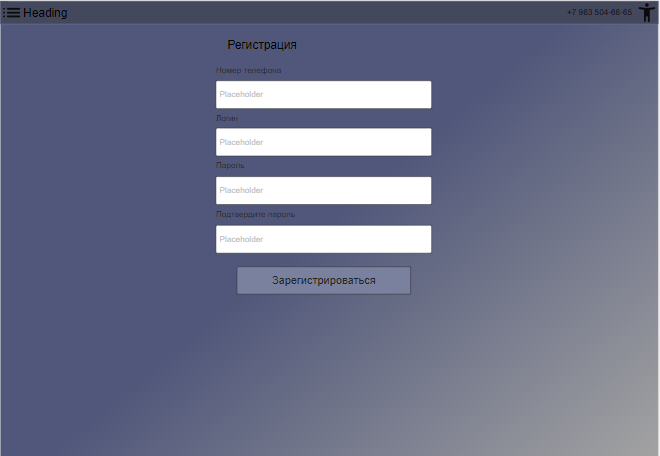 Heading
+7 963 504-66-65
Регистрация
Номер телефона
Placeholder
Логин
Placeholder
Пароль
Placeholder
Подтвердите пароль
Placeholder
Зарегистрироваться